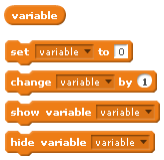 variable
set variable to 0
change variable by 1
show variable variable
hide variable variable